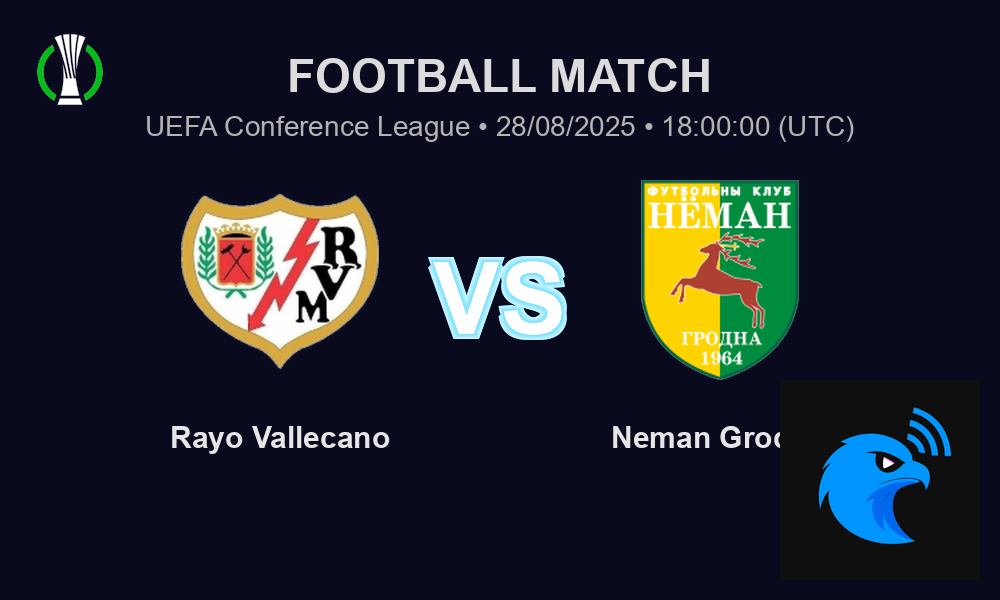 FOOTBALL MATCH
UEFA Conference League • 28/08/2025 • 18:00:00 (UTC)
RVM
VS
ФУТБОЛЬНЫ КЛУБ
НЁМАН
ГРОДНА
1964
Rayo Vallecano
Neman